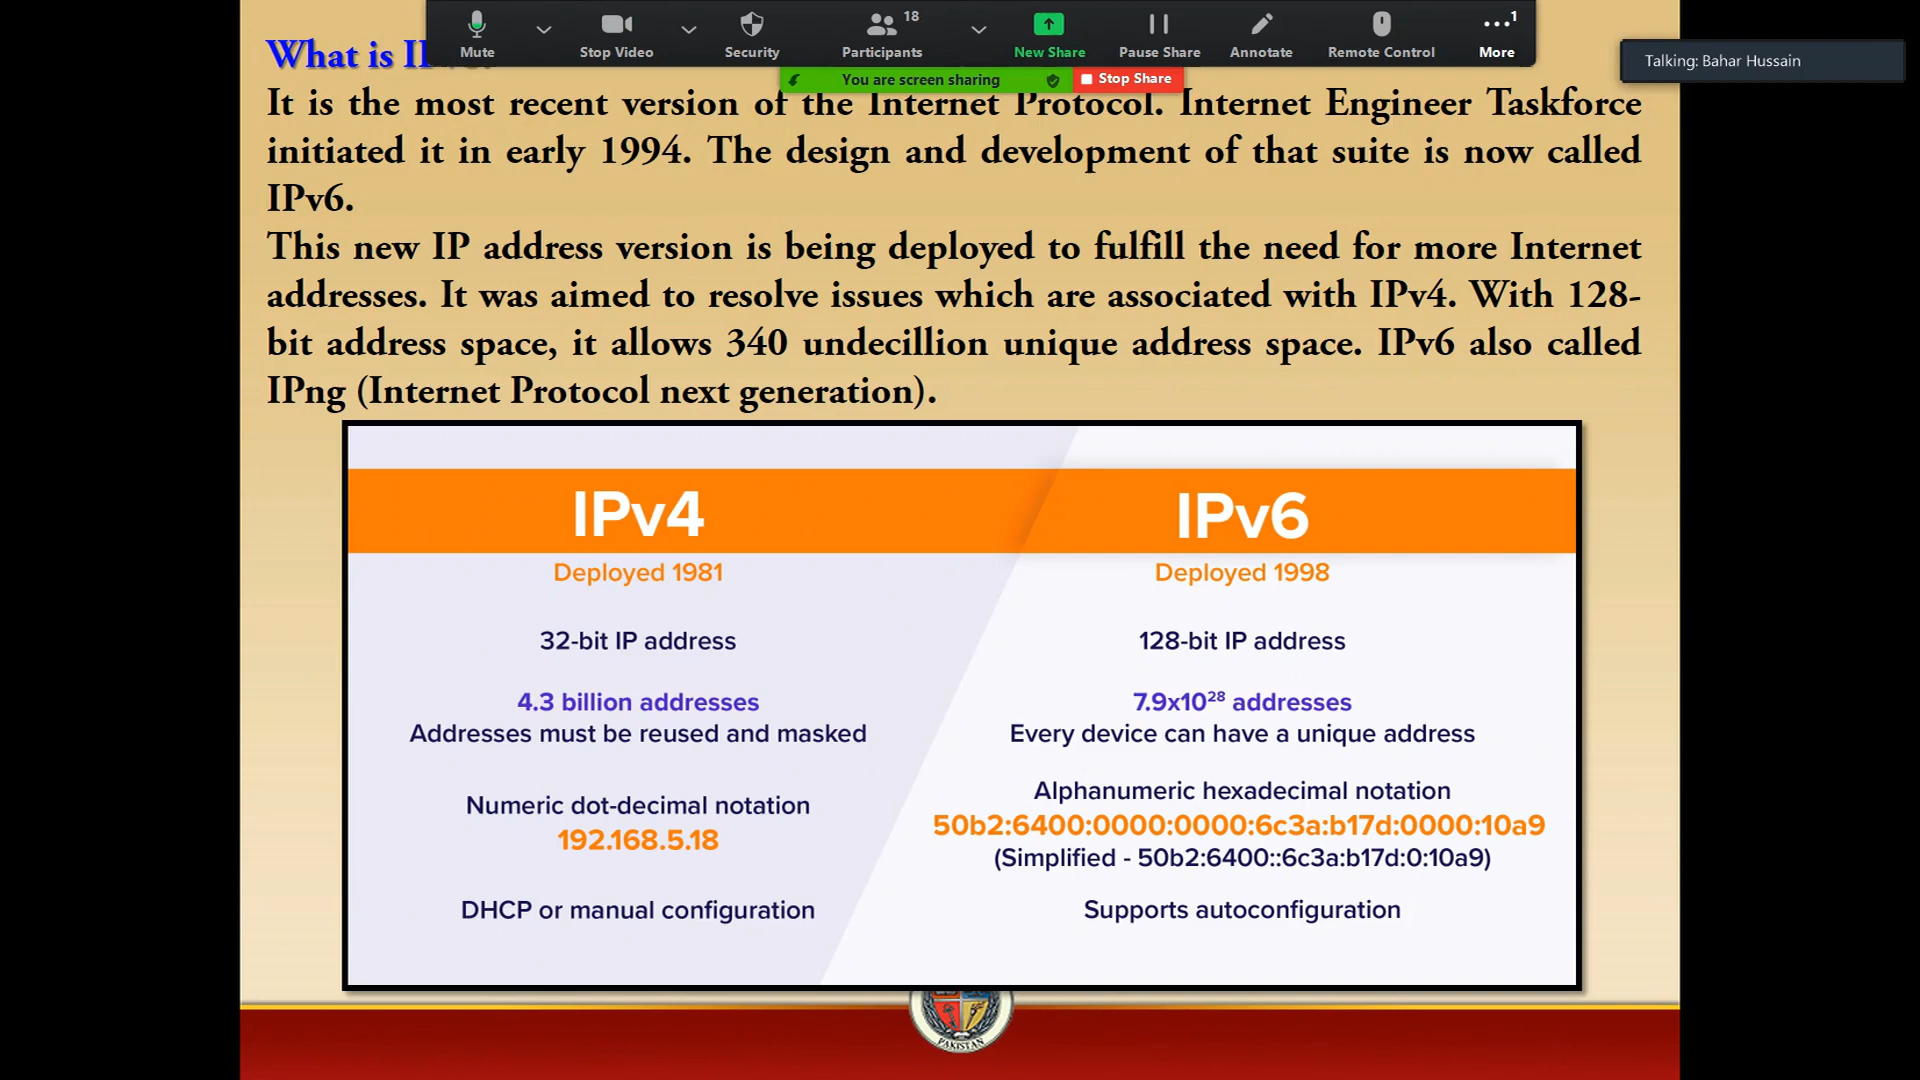 Mute
Stop Video
Security
18
Participants
New Share
Pause Share
Annotate
Remote Control
1
More
You are screen sharing
Stop Share
Talking: Bahar Hussain
What is
It is the most recent version of the Internet Protocol. Internet Engineer Taskforce
initiated it in early 1994. The design and development of that suite is now called
IPv6.
This new IP address version is being deployed to fulfill the need for more Internet
addresses. It was aimed to resolve issues which are associated with IPv4. With 128-
bit address space, it allows 340 undecillion unique address space. IPv6 also called
IPng (Internet Protocol next generation).
IPv4
Deployed 1981
32-bit IP address
4.3 billion addresses
Addresses must be reused and masked
Numeric dot-decimal notation
192.168.5.18
DHCP or manual configuration
IPv6
Deployed 1998
128-bit IP address
7.9x10²⁸ addresses
Every device can have a unique address
Alphanumeric hexadecimal notation
50b2:6400:0000:0000:6c3a:b17d:0000:10a9
(Simplified - 50b2:6400::6c3a:b17d:0:10a9)
Supports autoconfiguration
PAKISTAN